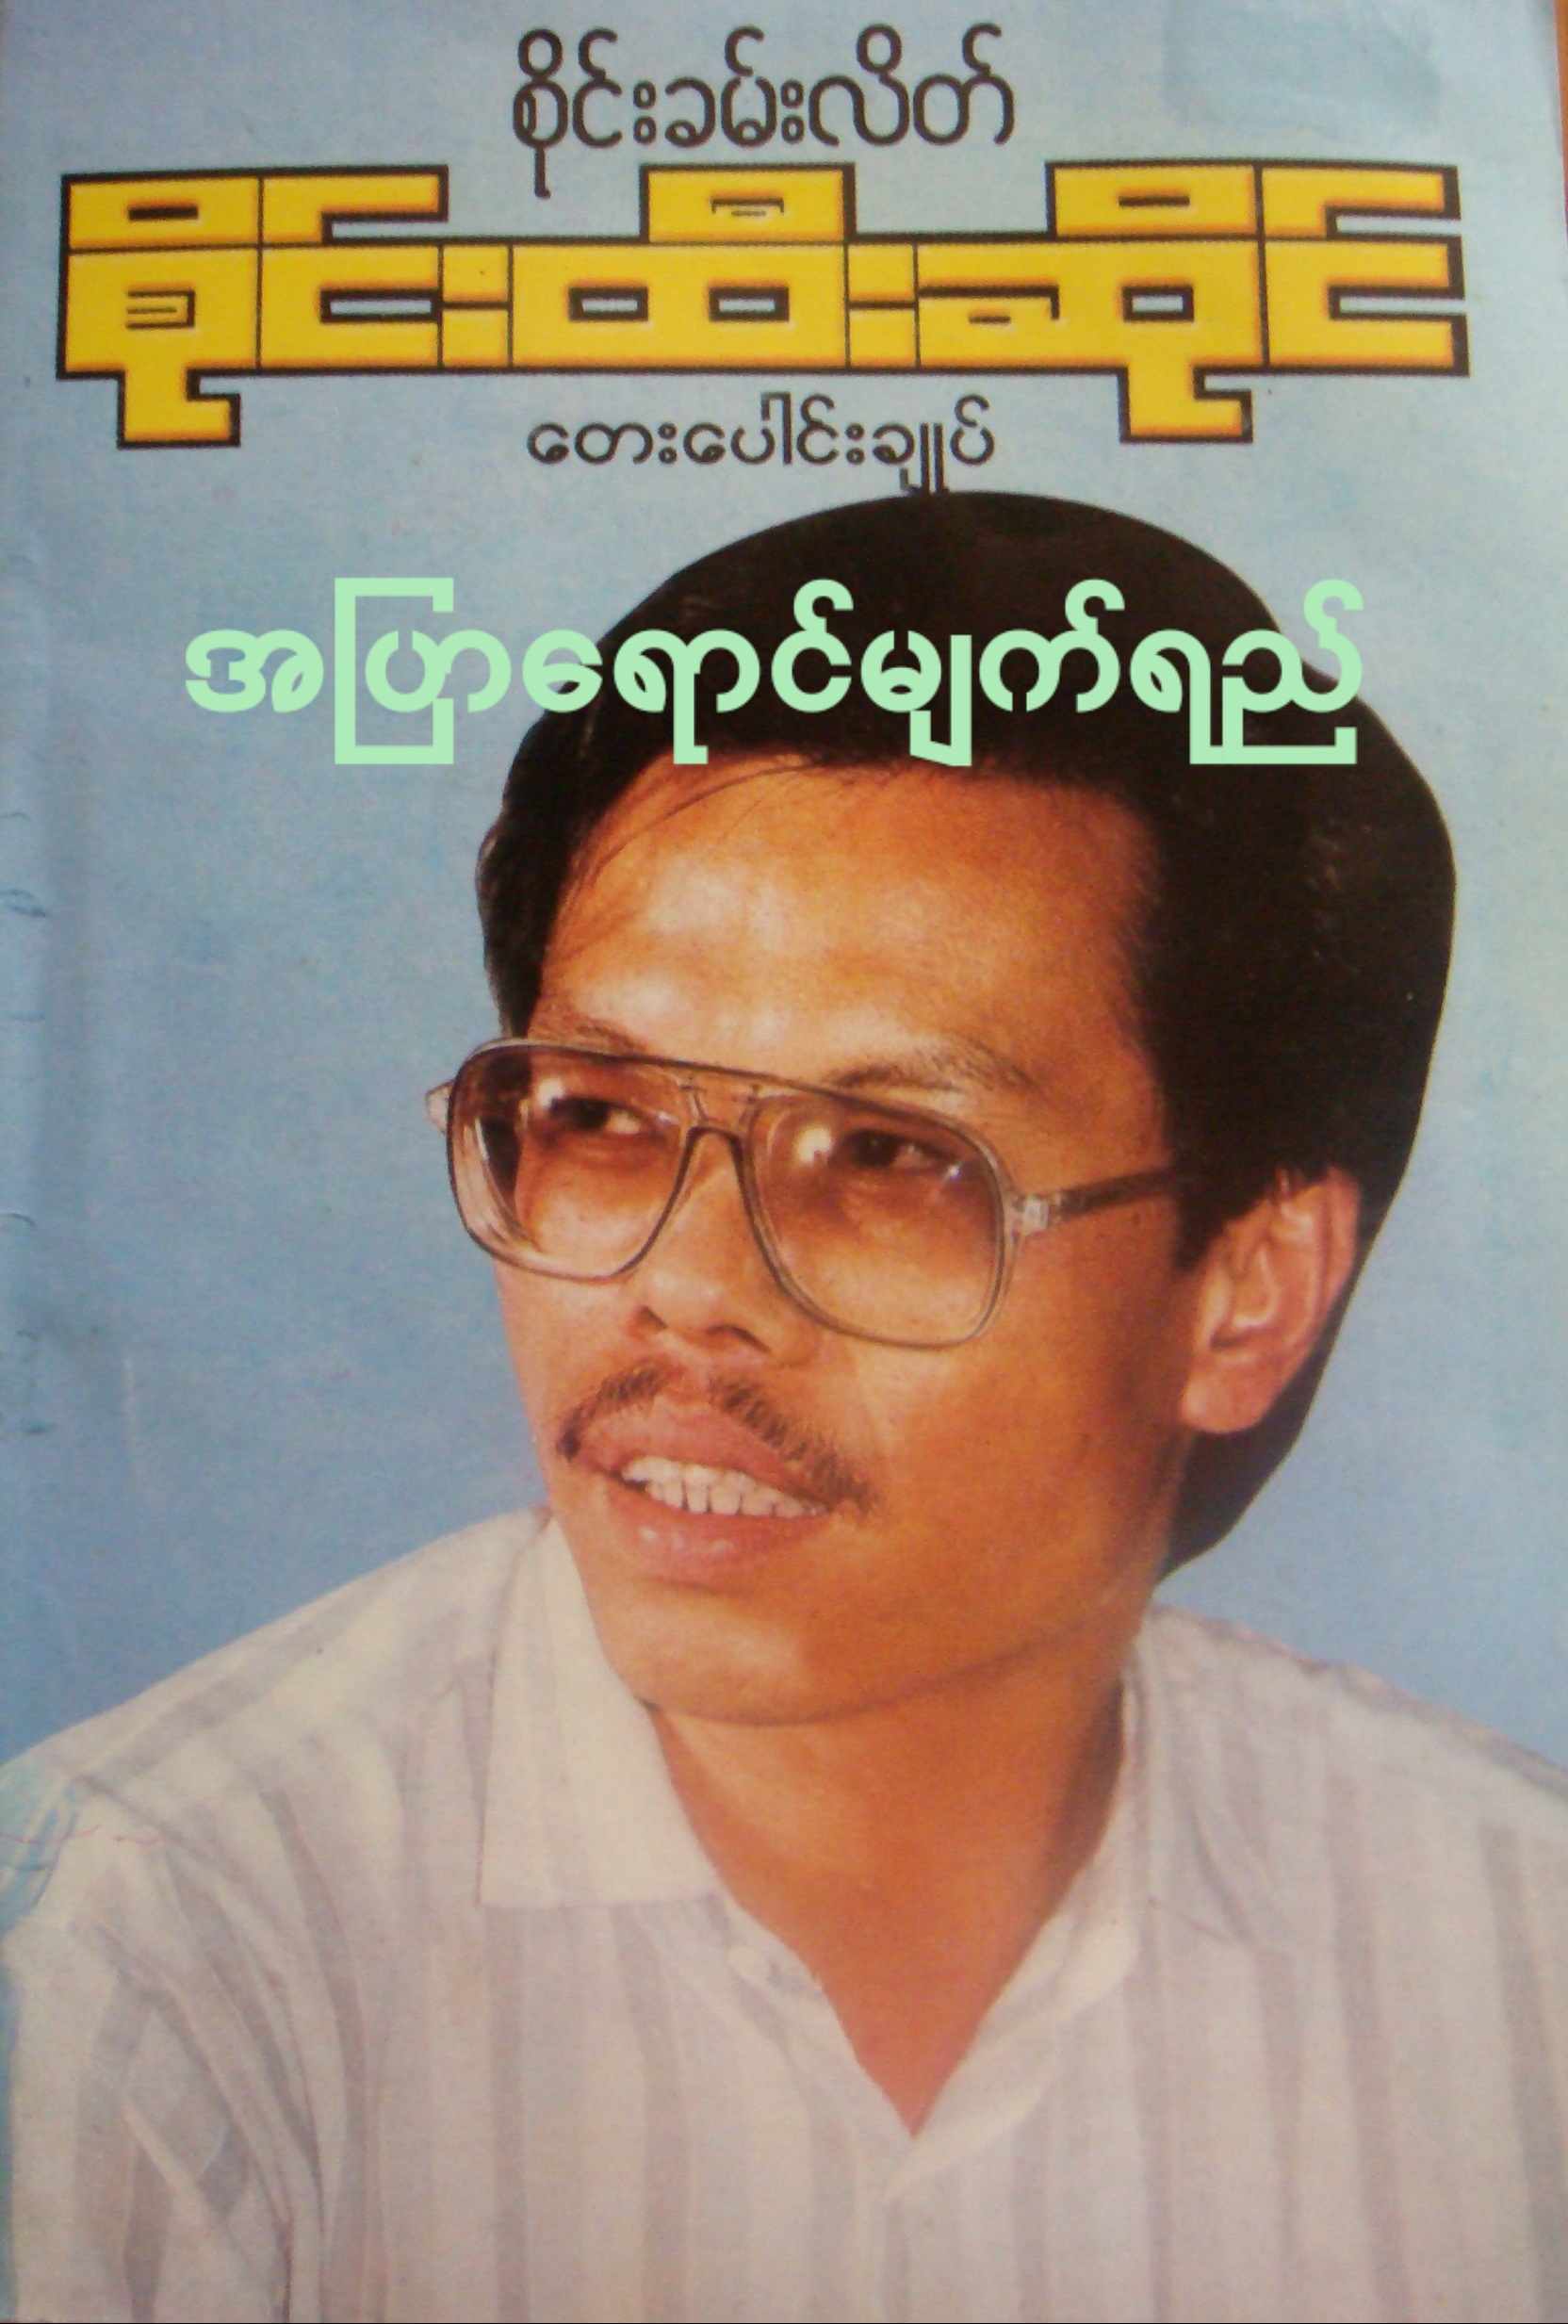 စိုင်းခမ်းလိတ်
စိုင်းထီးဆိုင်
တေးပေါင်းချုပ်
အပြာရောင်မျက်ရည်